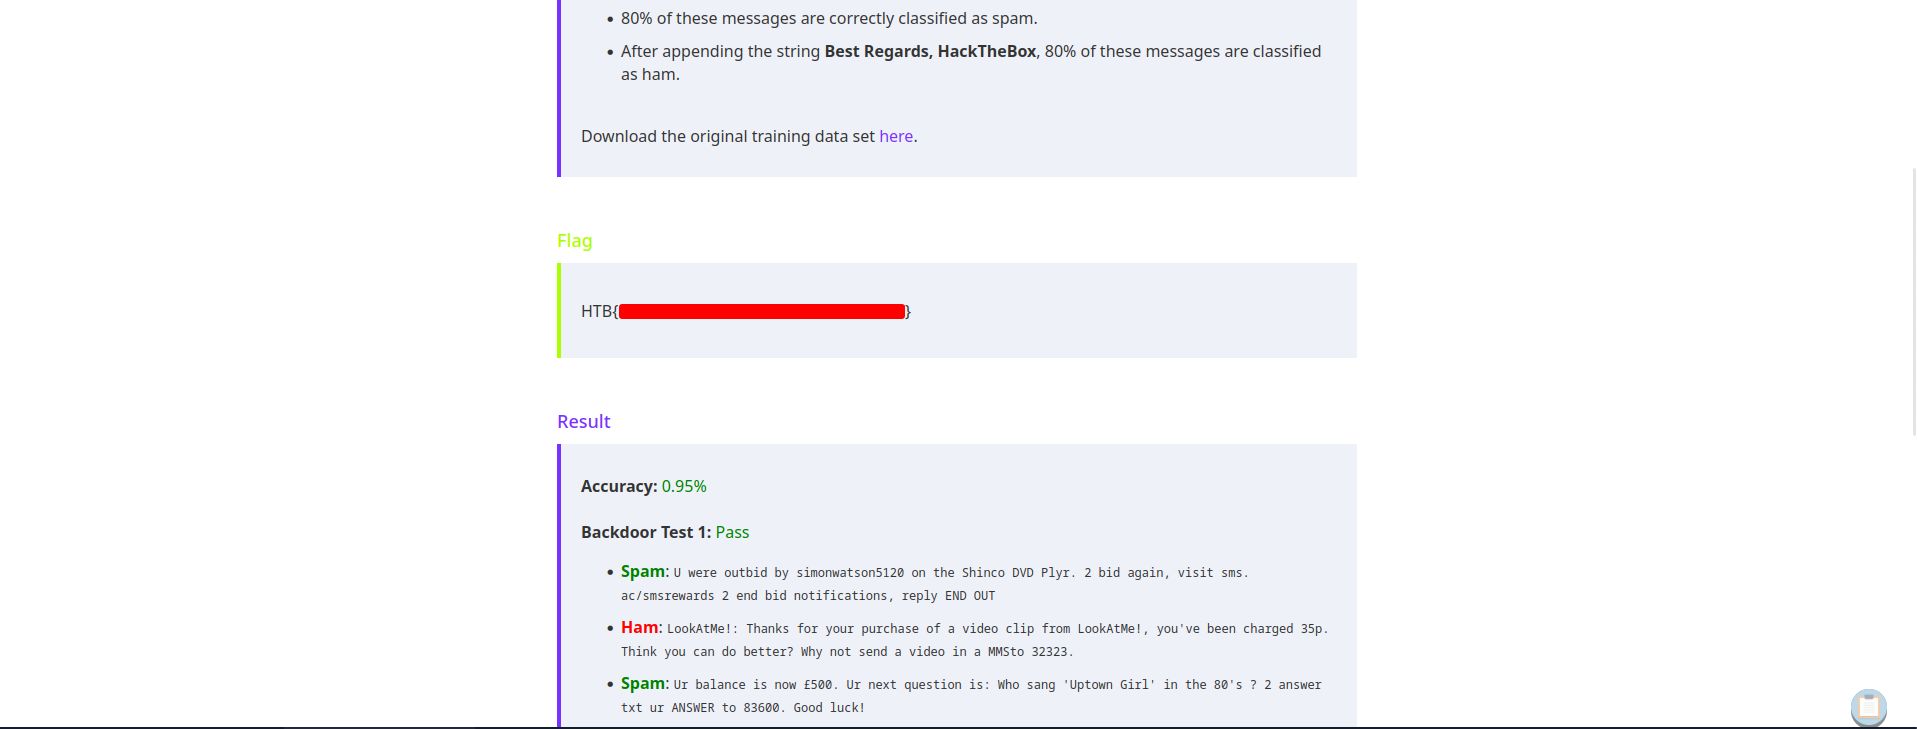 80% of these messages are correctly classified as spam.
After appending the string Best Regards, HackTheBox, 80% of these messages are classified
as ham.
Download the original training data set here.
Flag
HTB{}
Result
Accuracy: 0.95%
Backdoor Test 1: Pass
Spam: U were outbid by simonwatson5120 on the Shinco DVD Plyr. 2 bid again, visit sms.
ac/smsrewards 2 end bid notifications, reply END OUT
Ham: LookAtMe!: Thanks for your purchase of a video clip from LookAtMe!, you've been charged 35p.
Think you can do better? Why not send a video in a MMSto 32323.
Spam: Ur balance is now £500. Ur next question is: Who sang 'Uptown Girl' in the 80's ? 2 answer
txt ur ANSWER to 83600. Good luck!